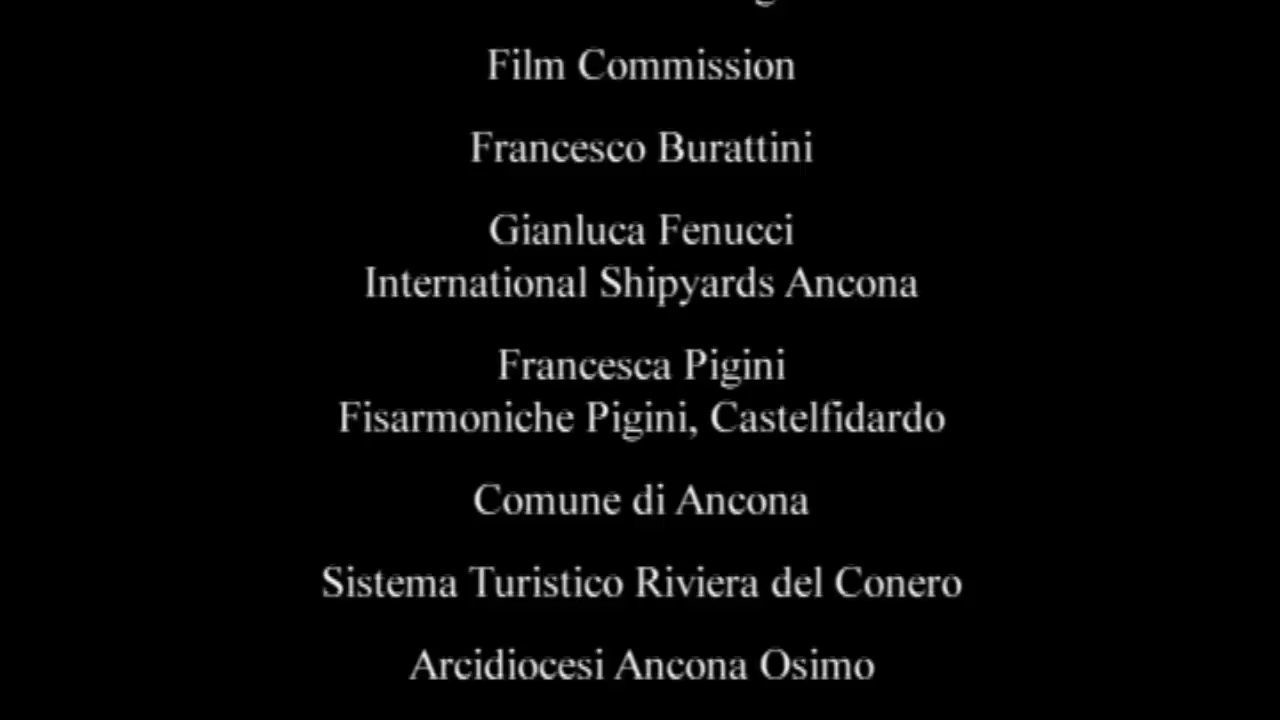 Film Commission
Francesco Burattini
Gianluca Fenucci
International Shipyards Ancona
Francesca Pigini
Fisarmoniche Pigini, Castelfidardo
Comune di Ancona
Sistema Turistico Riviera del Conero
Arcidiocesi Ancona Osimo